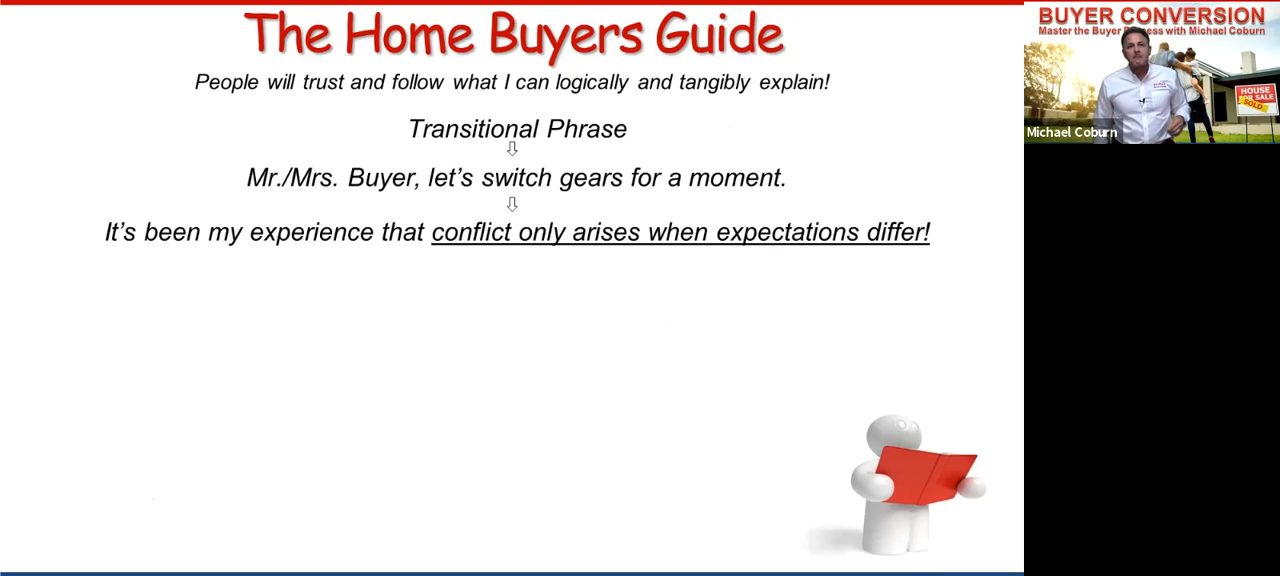 The Home Buyers Guide
People will trust and follow what I can logically and tangibly explain!
Transitional Phrase
Mr./Mrs. Buyer, let's switch gears for a moment.
It's been my experience that conflict only arises when expectations differ!
BUYER CONVERSION
Master the Buyer ess with Michael Coburn
HOUSE
FOR SALE
SOLD
Michael Coburn